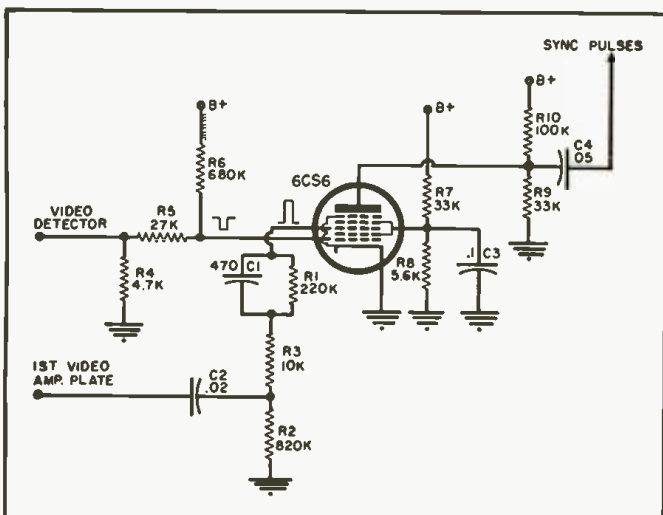 SYNC PULSES
B+
R10
100K
B+
C4
.05
B+
R6
680K
6CS6
R7
33K
R9
33K
VIDEO
DETECTOR
R5
27K
R4
4.7K
470 C1
R1
220K
R8
5.6K
.1 C3
R3
10K
1ST VIDEO
AMP. PLATE
C2
.02
R2
820K